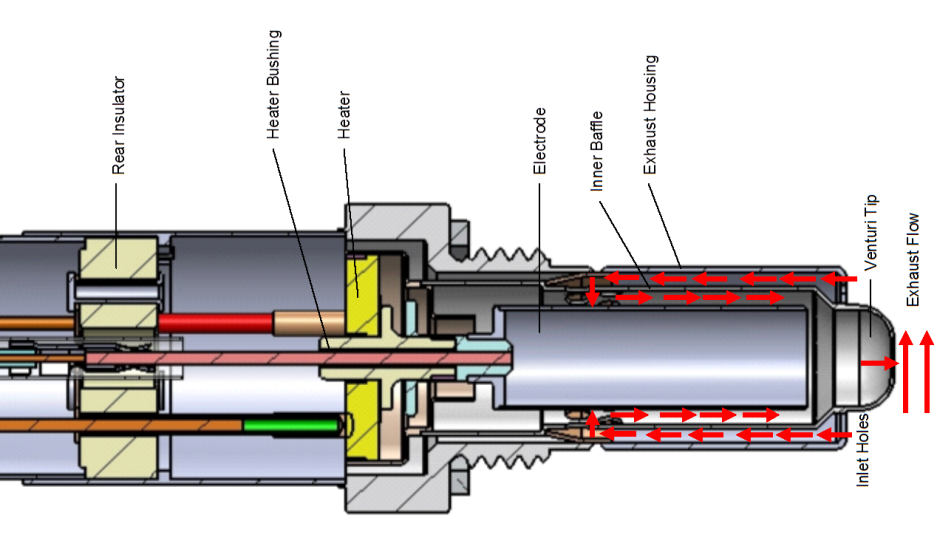 Rear Insulator
Heater Bushing
Heater
Electrode
Inner Baffle
Exhaust Housing
Venturi Tip
Exhaust Flow
Inlet Holes